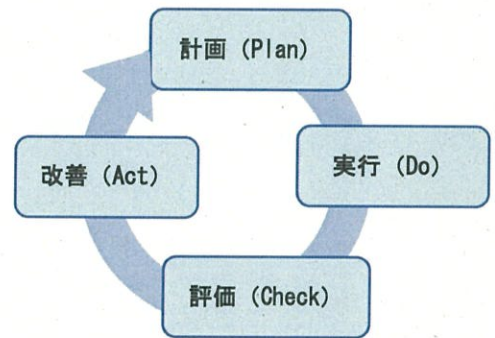 計画 (Plan)
実行 (Do)
評価 (Check)
改善 (Act)